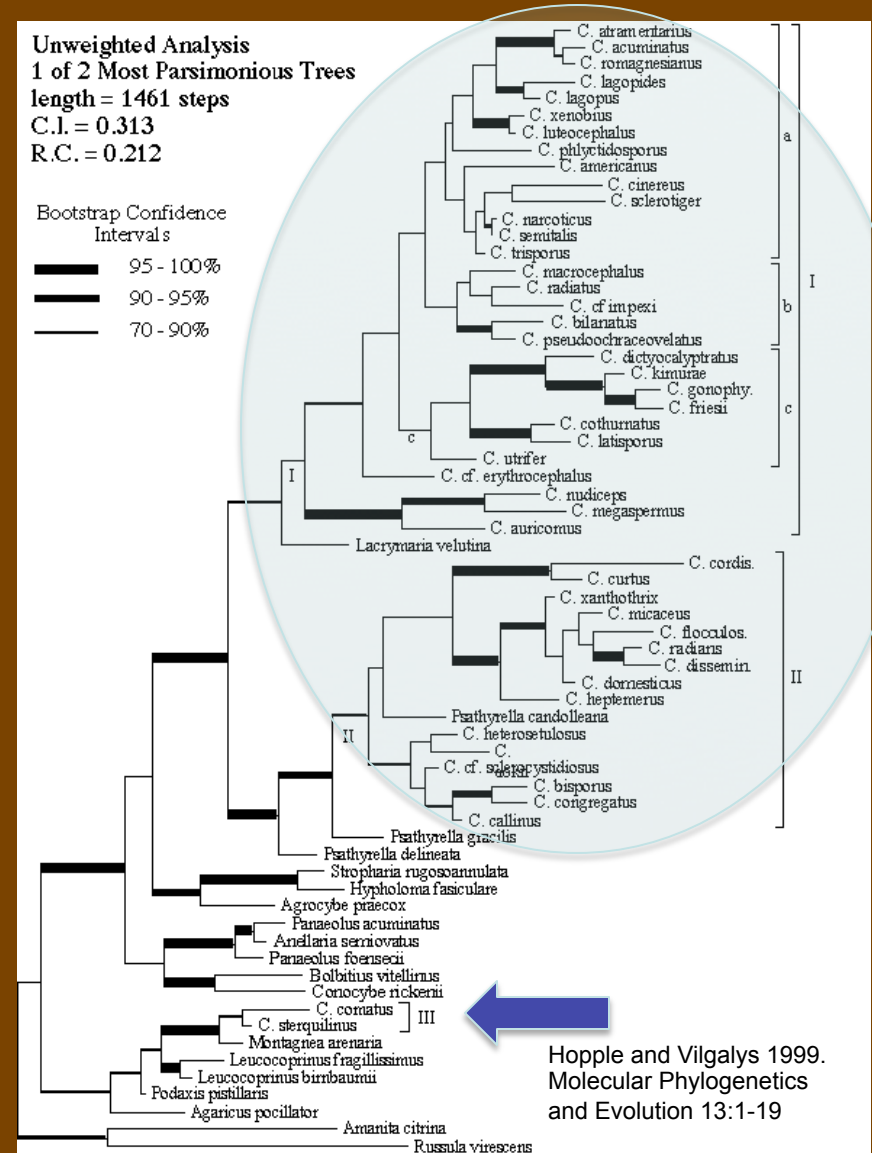 Unweighted Analysis
1 of 2 Most Parsimonious Trees
length = 1461 steps
C.I. = 0.313
R.C. = 0.212
Bootstrap Confidence
Intervals
95 - 100%
90 - 95%
70 - 90%
C. atramentarius
C. acuminatus
C. romagnesianus
C. lagopides
C. lagopus
C. xenobius
C. luteocephalus
C. phlyctidosporus
C. americanus
C. cinereus
C. sclerotiger
C. narcoticus
C. semitalis
C. trisporus
a
C. macrocephalus
C. radiatus
C. cf impexi
C. bilanatus
C. pseudoochraceovelatus
b
I
C. dictyocalyptratus
C. kimurae
C. gonophy.
C. friesii
C. cothurnatus
C. latisporus
C. utrifer
c
c
C. cf. erythrocephalus
I
C. nudiceps
C. megaspermus
C. auricomus
Lacrymaria velutina
C. cordis.
C. curtus
C. xanthothrix
C. micaceus
C. flocculos.
C. radians
C. dissemin.
C. domesticus
C. heptemerus
II
Psathyrella candolleana
II
C. heterosetulosus
C.
C. cf. sclerocystidiosus
C. bisporus
C. congregatus
C. callinus
Psathyrella gracilis
Psathyrella delineata
Stropharia rugosoannulata
Hypholoma fasiculare
Agrocybe praecox
Panaeolus acuminatus
Anellaria semiovatus
Panaeolus foensecii
Bolbitius vitellinus
Conocybe rickenii
C. comatus
C. sterquilinus
III
Montagnea arenaria
Leucocoprinus fragillissimus
Leucocoprinus birnbaumii
Podaxis pistillaris
Agaricus pocillator
Amanita citrina
Russula virescens
Hopple and Vilgalys 1999.
Molecular Phylogenetics
and Evolution 13:1-19